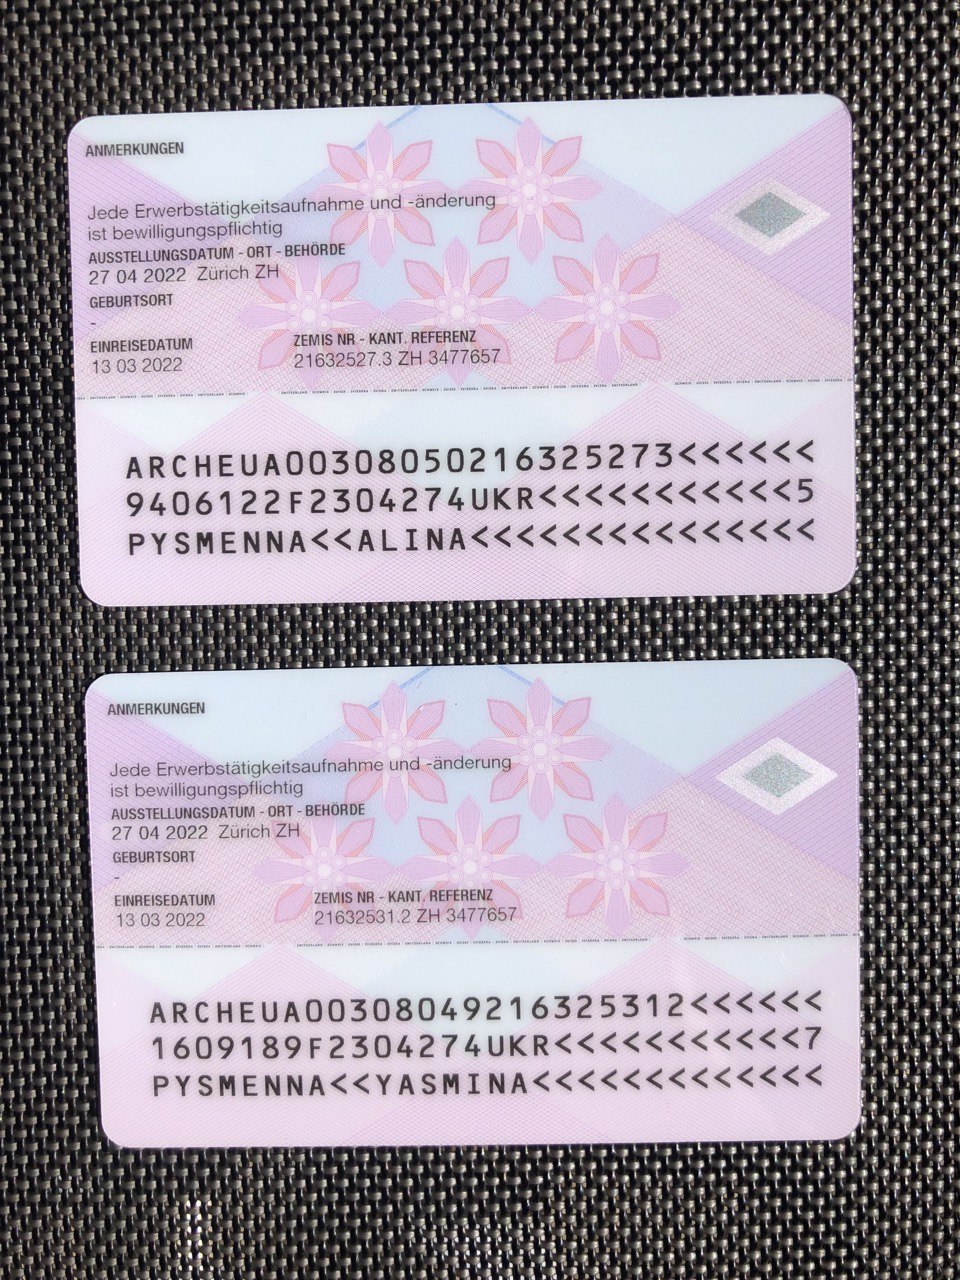 ANMERKUNGEN
Jede Erwerbstätigkeitsaufnahme und -änderung
ist bewilligungspflichtig
AUSSTELLUNGSDATUM - ORT - BEHÖRDE
27 04 2022 Zürich ZH
GEBURTSORT
-
EINREISEDATUM ZEMIS NR - KANT. REFERENZ
13 03 2022 21632527.3 ZH 3477657
ARCHEUA00308050216325273<<<<<<
9406122F2304274UKR<<<<<<<<<<<5
PYSMENNA<<ALINA<<<<<<<<<<<<<<<
ANMERKUNGEN
Jede Erwerbstätigkeitsaufnahme und -änderung
ist bewilligungspflichtig
AUSSTELLUNGSDATUM - ORT - BEHÖRDE
27 04 2022 Zürich ZH
GEBURTSORT
-
EINREISEDATUM ZEMIS NR - KANT. REFERENZ
13 03 2022 21632531.2 ZH 3477657
ARCHEUA00308049216325312<<<<<<
1609189F2304274UKR<<<<<<<<<<<7
PYSMENNA<<YASMINA<<<<<<<<<<<<<